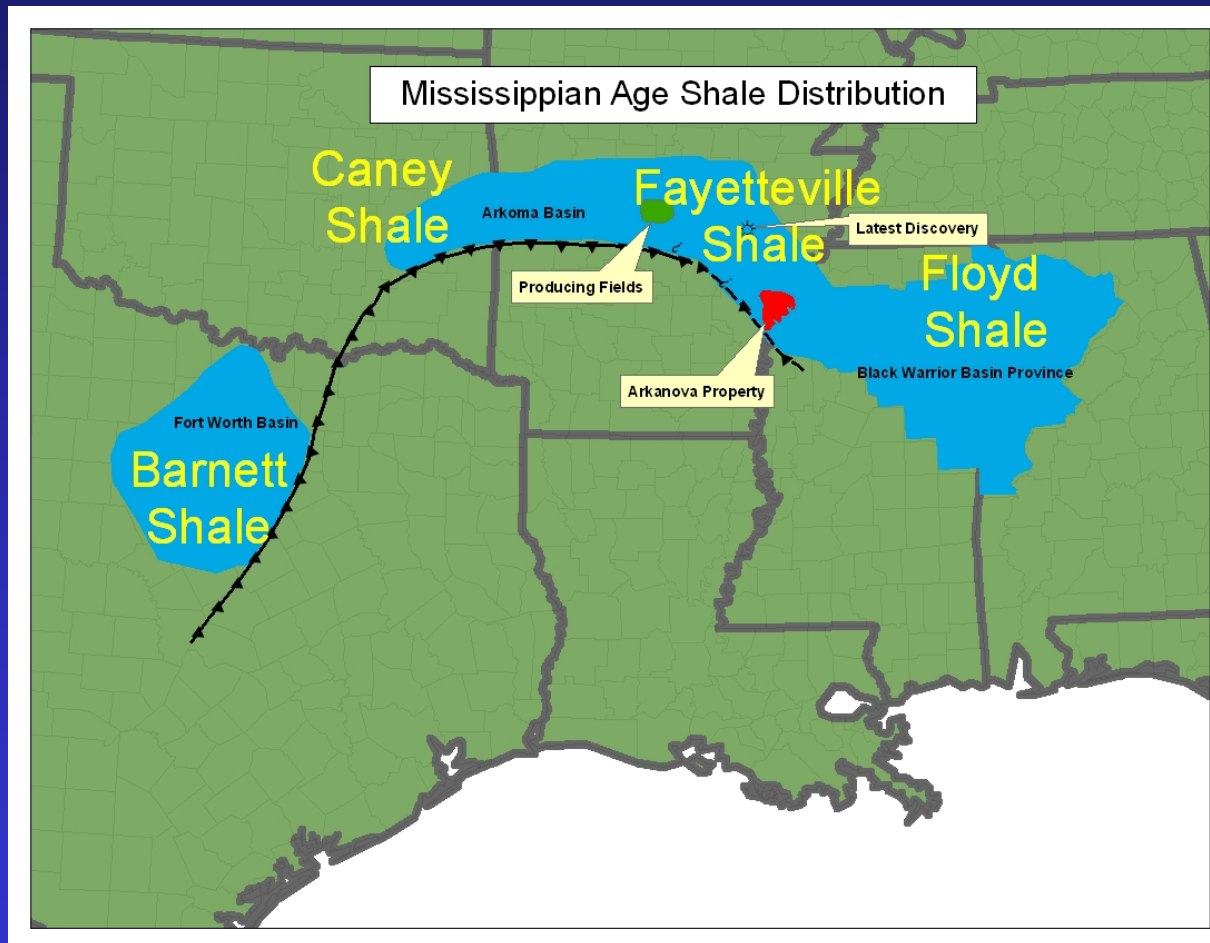 Mississippian Age Shale Distribution
Caney
Shale
Arkoma Basin
Fayetteville
Shale
Latest Discovery
Producing Fields
Floyd
Shale
Black Warrior Basin Province
Arkanova Property
Fort Worth Basin
Barnett
Shale